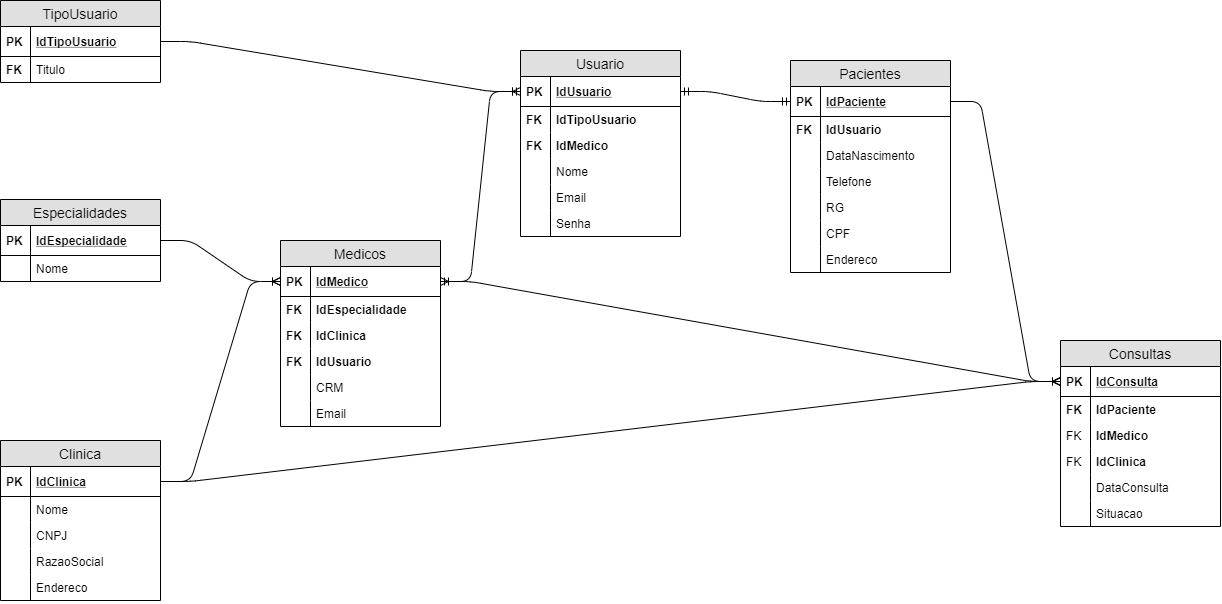 TipoUsuario
PK IdTipoUsuario
FK Titulo
Usuario
PK IdUsuario
FK IdTipoUsuario
FK IdMedico
Nome
Email
Senha
Pacientes
PK IdPaciente
FK IdUsuario
DataNascimento
Telefone
RG
CPF
Endereco
Especialidades
PK IdEspecialidade
Nome
Medicos
PK IdMedico
FK IdEspecialidade
FK IdClinica
FK IdUsuario
CRM
Email
Consultas
PK IdConsulta
FK IdPaciente
FK IdMedico
FK IdClinica
DataConsulta
Situacao
Clinica
PK IdClinica
Nome
CNPJ
RazaoSocial
Endereco